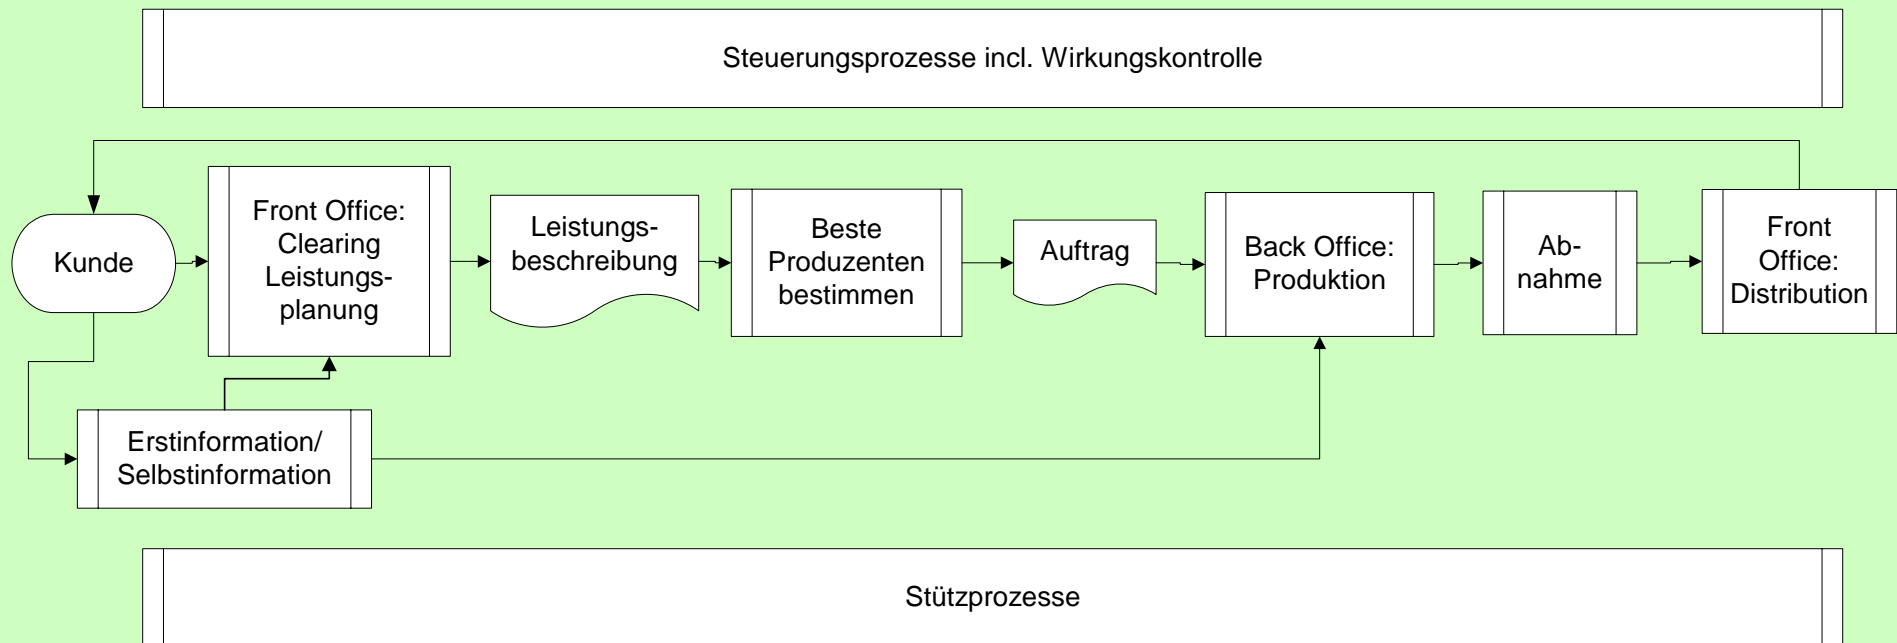 Steuerungsprozesse incl. Wirkungskontrolle
Kunde
Front Office:
Clearing
Leistungs-
planung
Leistungs-
beschreibung
Beste
Produzenten
bestimmen
Auftrag
Back Office:
Produktion
Ab-
nahme
Front
Office:
Distribution
Erstinformation/
Selbstinformation
Stützprozesse